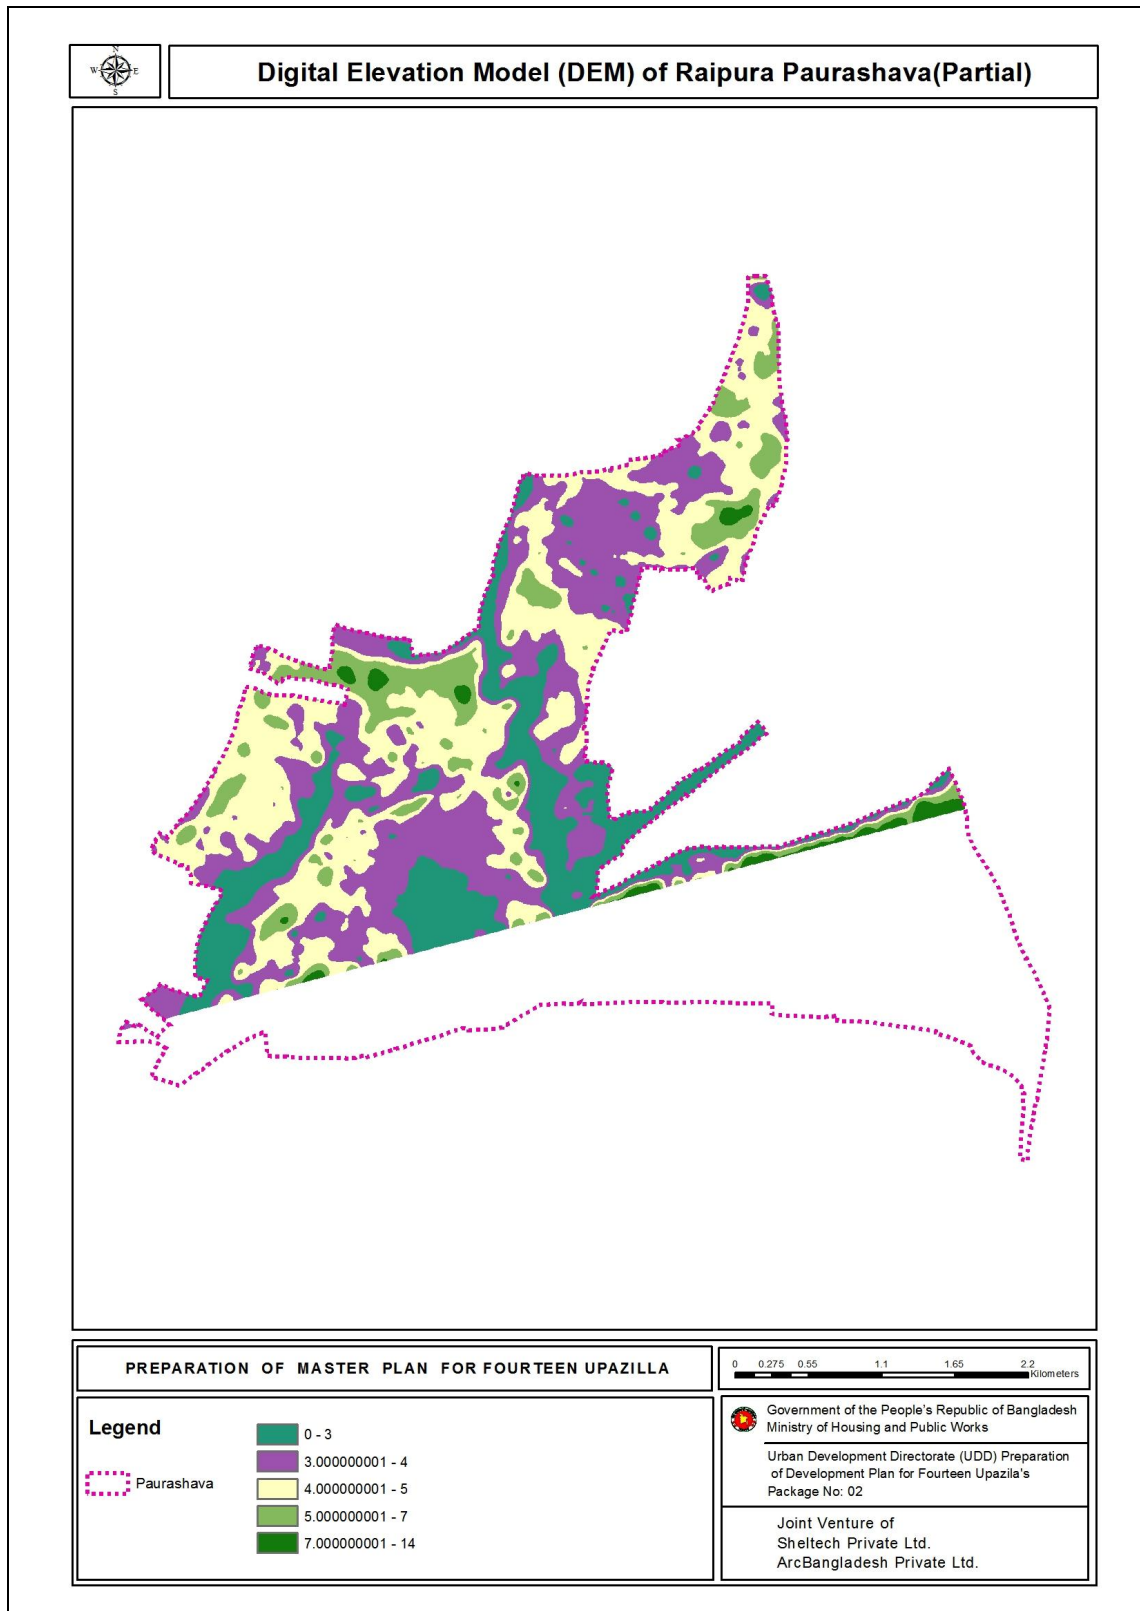 N
W E
S
Digital Elevation Model (DEM) of Raipura Paurashava(Partial)
PREPARATION OF MASTER PLAN FOR FOURTEEN UPAZILLA
0 0.275 0.55 1.1 1.65 2.2
Kilometers
Legend
Paurashava
0 - 3
3.000000001 - 4
4.000000001 - 5
5.000000001 - 7
7.000000001 - 14
Government of the People's Republic of Bangladesh
Ministry of Housing and Public Works
Urban Development Directorate (UDD) Preparation
of Development Plan for Fourteen Upazila's
Package No: 02
Joint Venture of
Sheltech Private Ltd.
ArcBangladesh Private Ltd.